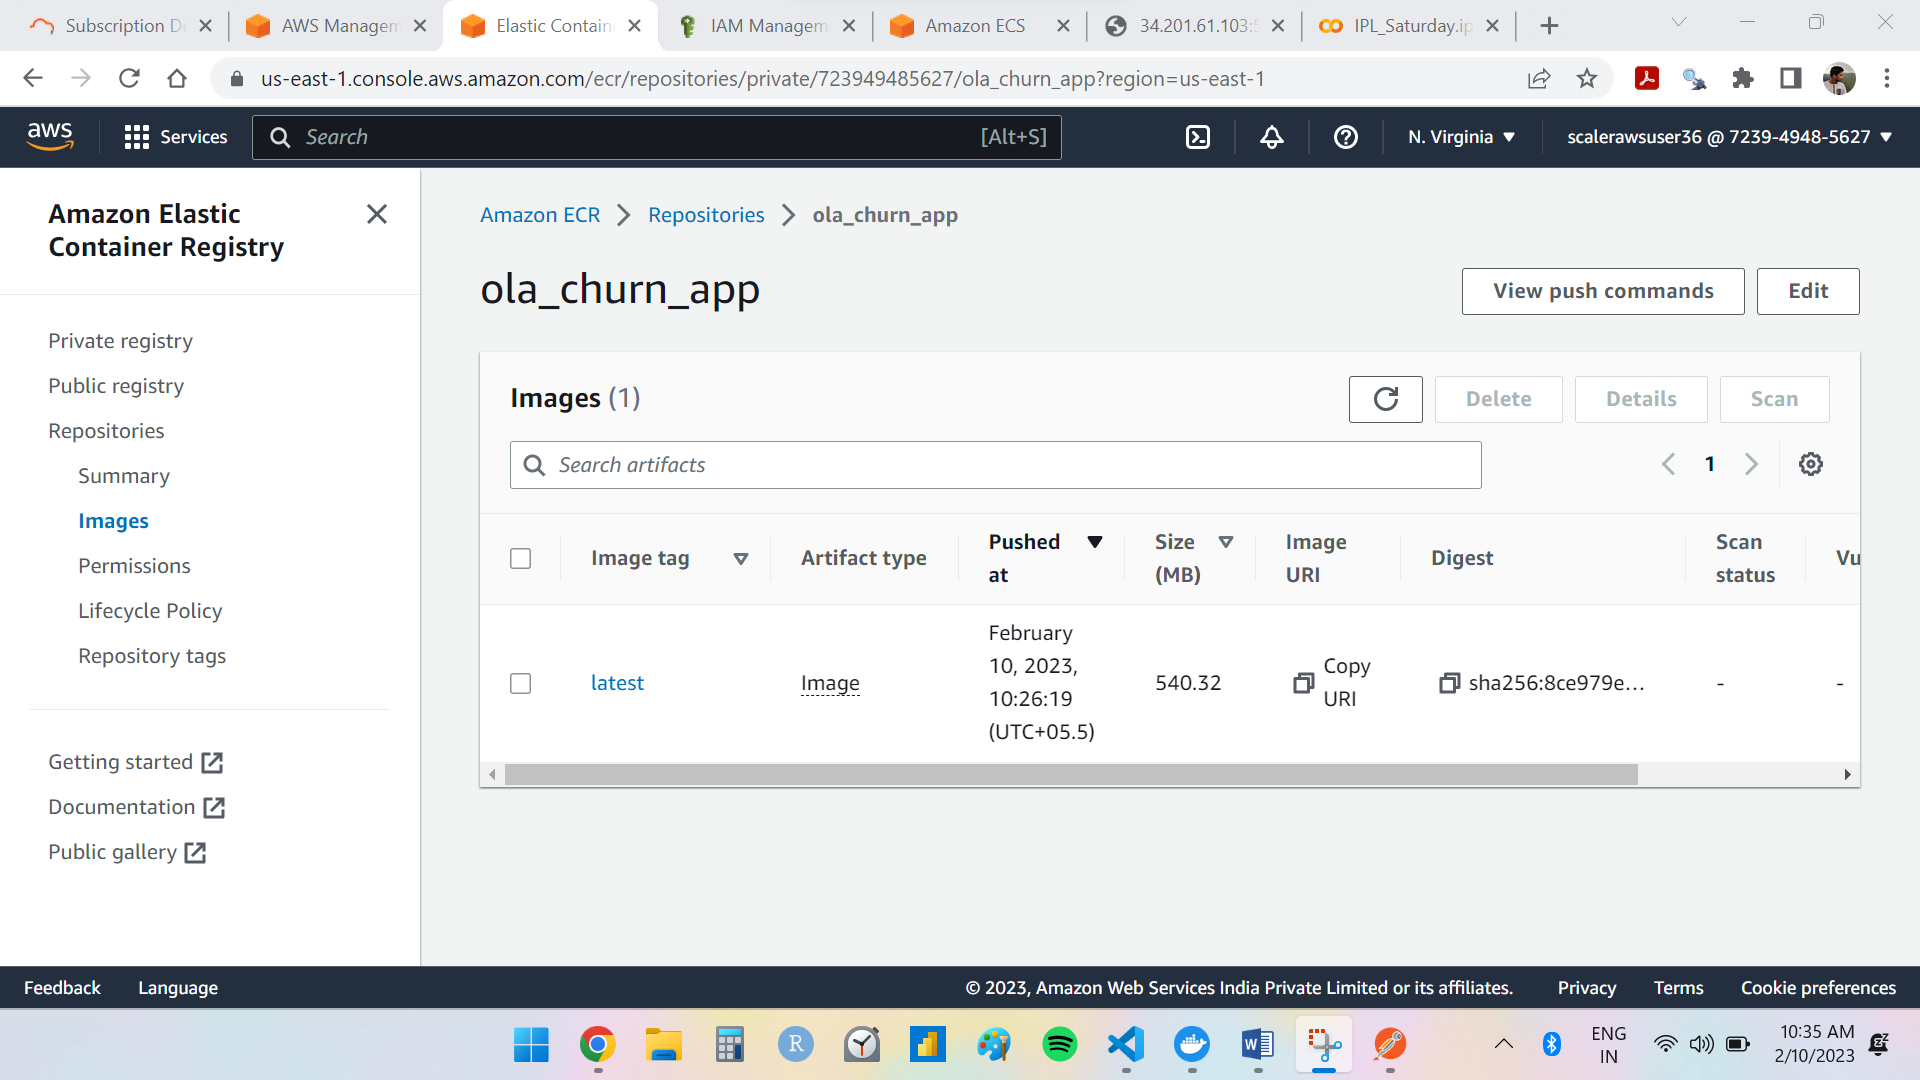 Subscription De
AWS Managem
Elastic Contain
IAM Managem
Amazon ECS
34.201.61.103:5
IPL_Saturday.ip
us-east-1.console.aws.amazon.com/ecr/repositories/private/723949485627/ola_churn_app?region=us-east-1
aws
Services
Search
[Alt+S]
N. Virginia
scalerawsuser36 @ 7239-4948-5627
Amazon Elastic
Container Registry
Private registry
Public registry
Repositories
Summary
Images
Permissions
Lifecycle Policy
Repository tags
Getting started
Documentation
Public gallery
Amazon ECR
Repositories
ola_churn_app
ola_churn_app
View push commands
Edit
Images (1)
Delete
Details
Scan
Search artifacts
1
Image tag
Artifact type
Pushed
at
Size
(MB)
Image
URI
Digest
Scan
status
Vu
latest
Image
February
10, 2023,
10:26:19
(UTC+05.5)
540.32
Copy
URI
sha256:8ce979e...
-
-
Feedback
Language
© 2023, Amazon Web Services India Private Limited or its affiliates.
Privacy
Terms
Cookie preferences
R
W
ENG
IN
10:35 AM
2/10/2023